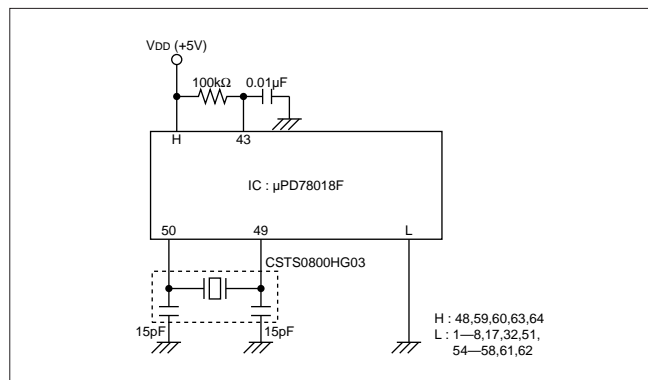 VDD (+5V)
100kΩ
0.01µF
H
43
IC : µPD78018F
50
49
L
CSTS0800HG03
15pF
15pF
H : 48,59,60,63,64
L : 1—8,17,32,51,
54—58,61,62